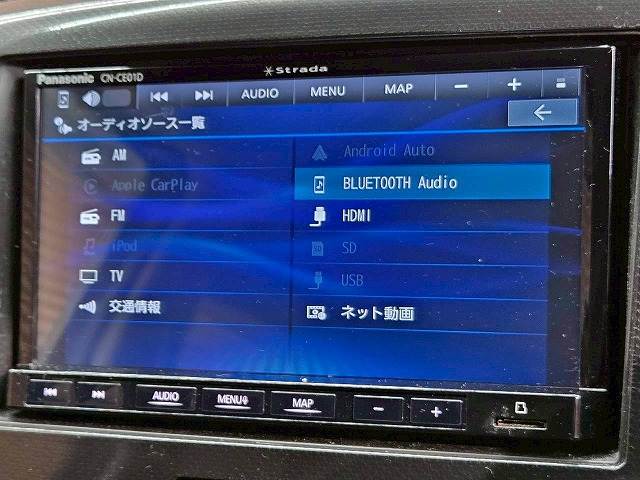 Panasonic CN-CE01D
Strada
AUDIO MENU MAP − +
オーディオソース一覧
AM
Android Auto
Apple CarPlay
BLUETOOTH Audio
FM
HDMI
iPod
SD
TV
USB
交通情報
ネット動画
AUDIO MENU MAP − +